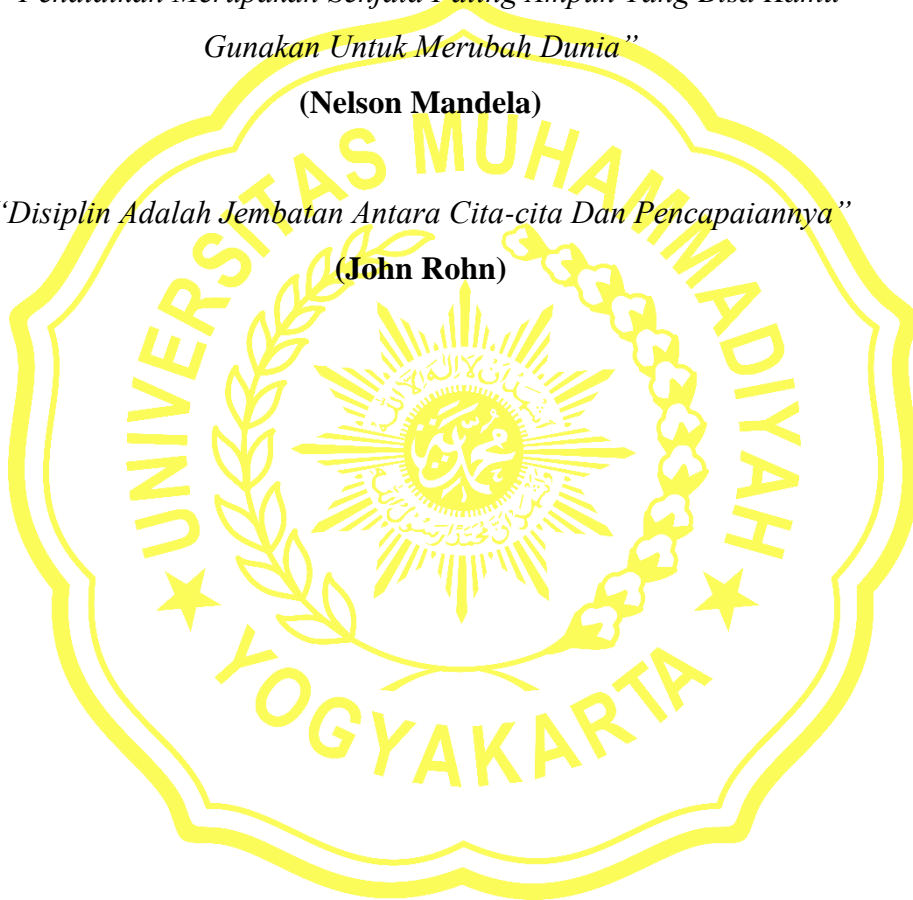 “Pendidikan Merupakan Senjata Paling Ampuh Yang Bisa Kamu
Gunakan Untuk Merubah Dunia”
(Nelson Mandela)
“Disiplin Adalah Jembatan Antara Cita-cita Dan Pencapaiannya”
(John Rohn)
UNIVERSITAS MUHAMMADIYAH
YOGYAKARTA